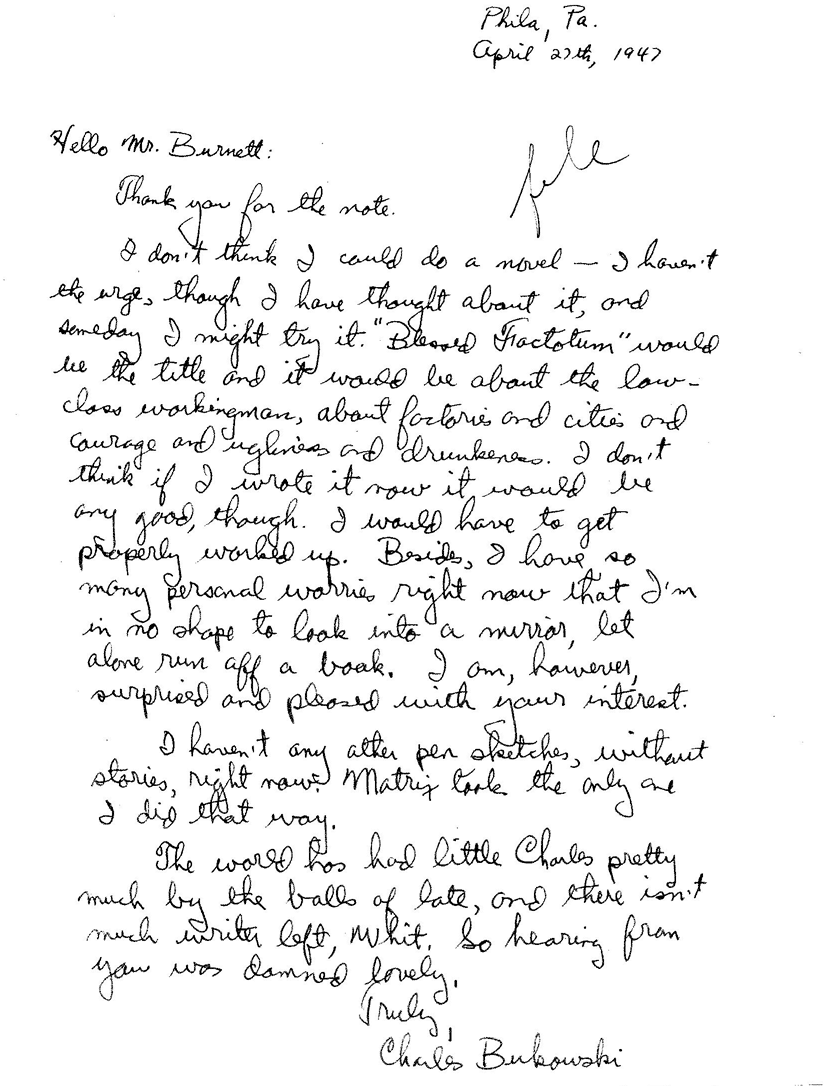 Phila, Pa.
April 27th, 1947
Hello Mr. Burnett:
file
Thank you for the note.
I don't think I could do a novel — I haven't
the urge, though I have thought about it, and
someday I might try it. "Blessed Factotum" would
be the title and it would be about the low-
class workingman, about factories and cities and
courage and ugliness and drunkeness. I don't
think if I wrote it now it would be
any good, though. I would have to get
properly worked up. Besides, I have so
many personal worries right now that I'm
in no shape to look into a mirror, let
alone run off a book. I am, however,
surprised and pleased with your interest.
I haven't any other pen sketches, without
stories, right now. Matrix took the only one
I did that way.
The world has had little Charles pretty
much by the balls of late, and there isn't
much writer left, Whit. So hearing from
you was damned lovely.
Truly,
Charles Bukowski